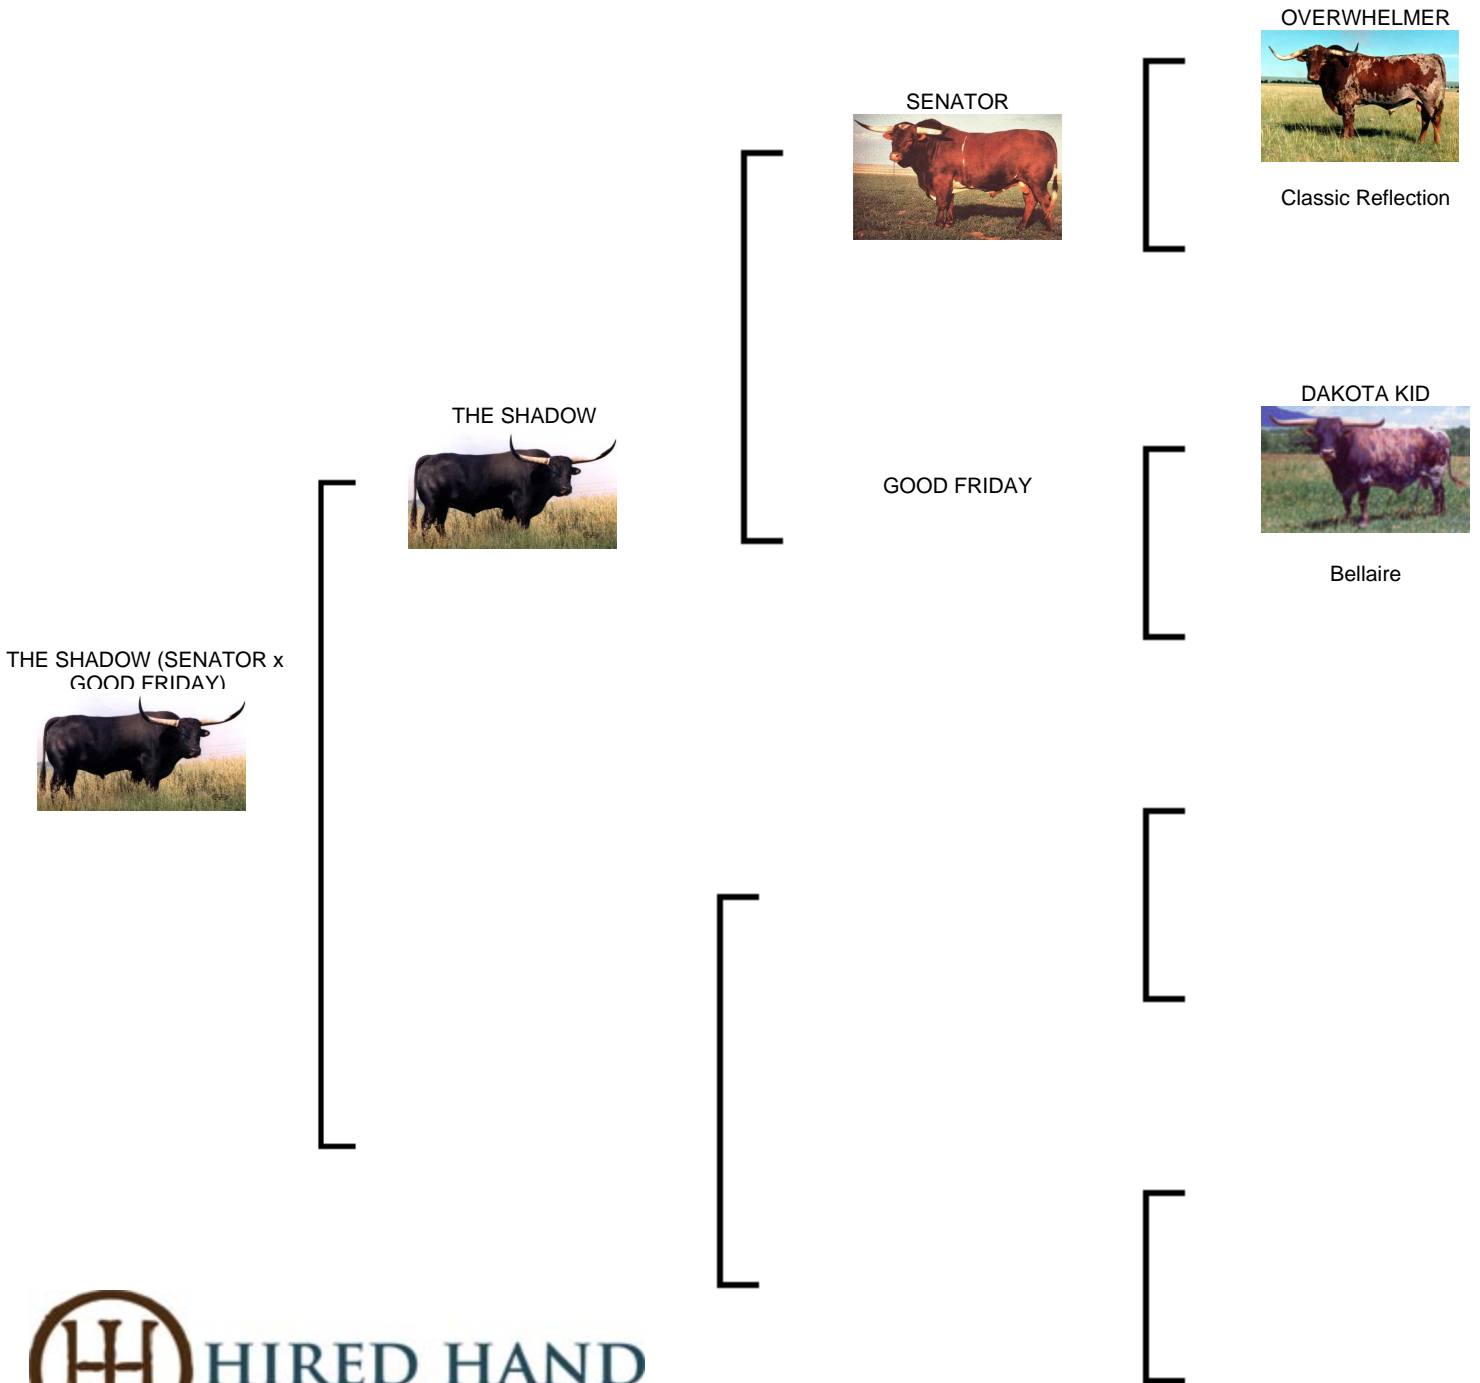 OVERWHELMER
SENATOR
Classic Reflection
DAKOTA KID
THE SHADOW
GOOD FRIDAY
Bellaire
THE SHADOW (SENATOR x
GOOD FRIDAY)
HIRED HAND